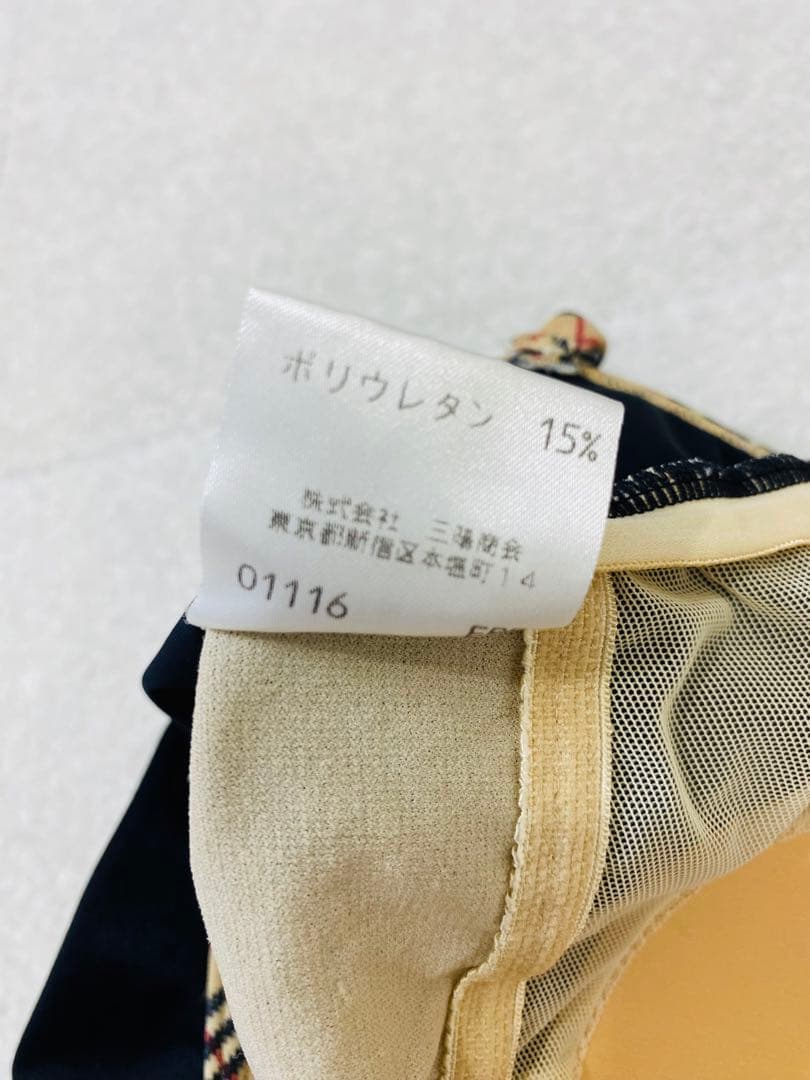 ポリウレタン 15%
株式会社 三陽商会
東京都新宿区本塩町14
01116